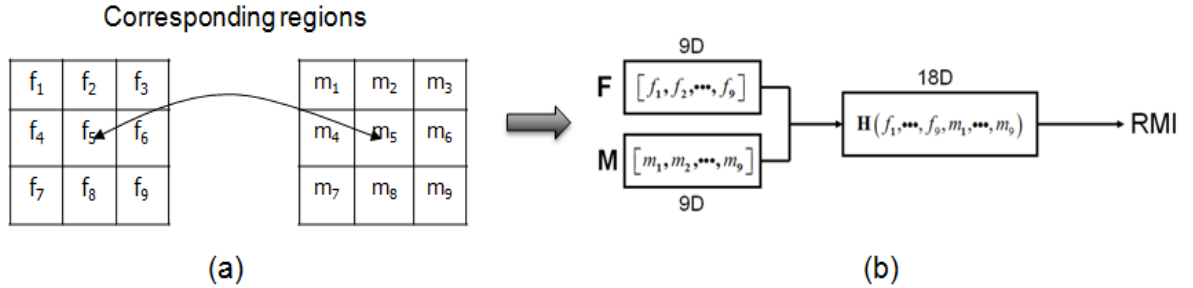 Corresponding regions
f₁ f₂ f₃
f₄ f₅ f₆
f₇ f₈ f₉
m₁ m₂ m₃
m₄ m₅ m₆
m₇ m₈ m₉
(a)
9D
F [f₁, f₂, •••, f₉]
M [m₁, m₂, •••, m₉]
9D
18D
H(f₁, •••, f₉, m₁, •••, m₉)
RMI
(b)